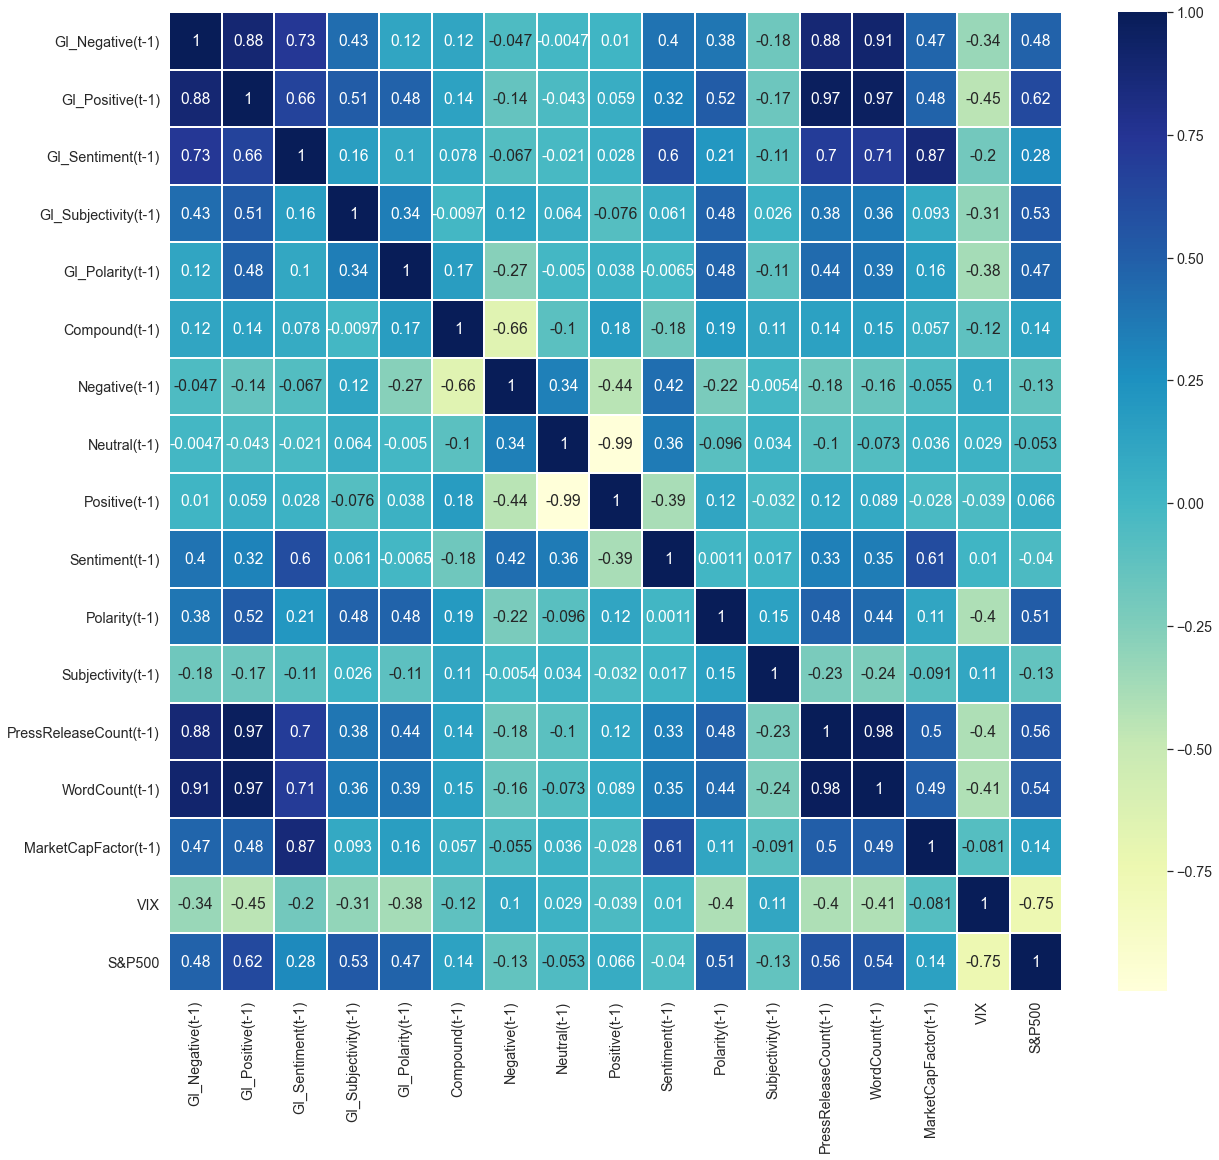 GI_Negative(t-1) 1 0.88 0.73 0.43 0.12 0.12 -0.047 -0.0047 0.01 0.4 0.38 -0.18 0.88 0.91 0.47 -0.34 0.48
GI_Positive(t-1) 0.88 1 0.66 0.51 0.48 0.14 -0.14 -0.043 0.059 0.32 0.52 -0.17 0.97 0.97 0.48 -0.45 0.62
GI_Sentiment(t-1) 0.73 0.66 1 0.16 0.1 0.078 -0.067 -0.021 0.028 0.6 0.21 -0.11 0.7 0.71 0.87 -0.2 0.28
GI_Subjectivity(t-1) 0.43 0.51 0.16 1 0.34 -0.0097 0.12 0.064 -0.076 0.061 0.48 0.026 0.38 0.36 0.093 -0.31 0.53
GI_Polarity(t-1) 0.12 0.48 0.1 0.34 1 0.17 -0.27 -0.005 0.038 -0.0065 0.48 -0.11 0.44 0.39 0.16 -0.38 0.47
Compound(t-1) 0.12 0.14 0.078 -0.0097 0.17 1 -0.66 -0.1 0.18 -0.18 0.19 0.11 0.14 0.15 0.057 -0.12 0.14
Negative(t-1) -0.047 -0.14 -0.067 0.12 -0.27 -0.66 1 0.34 -0.44 0.42 -0.22 -0.0054 -0.18 -0.16 -0.055 0.1 -0.13
Neutral(t-1) -0.0047 -0.043 -0.021 0.064 -0.005 -0.1 0.34 1 -0.99 0.36 -0.096 0.034 -0.1 -0.073 0.036 0.029 -0.053
Positive(t-1) 0.01 0.059 0.028 -0.076 0.038 0.18 -0.44 -0.99 1 -0.39 0.12 -0.032 0.12 0.089 -0.028 -0.039 0.066
Sentiment(t-1) 0.4 0.32 0.6 0.061 -0.0065 -0.18 0.42 0.36 -0.39 1 0.0011 0.017 0.33 0.35 0.61 0.01 -0.04
Polarity(t-1) 0.38 0.52 0.21 0.48 0.48 0.19 -0.22 -0.096 0.12 0.0011 1 0.15 0.48 0.44 0.11 -0.4 0.51
Subjectivity(t-1) -0.18 -0.17 -0.11 0.026 -0.11 0.11 -0.0054 0.034 -0.032 0.017 0.15 1 -0.23 -0.24 -0.091 0.11 -0.13
PressReleaseCount(t-1) 0.88 0.97 0.7 0.38 0.44 0.14 -0.18 -0.1 0.12 0.33 0.48 -0.23 1 0.98 0.5 -0.4 0.56
WordCount(t-1) 0.91 0.97 0.71 0.36 0.39 0.15 -0.16 -0.073 0.089 0.35 0.44 -0.24 0.98 1 0.49 -0.41 0.54
MarketCapFactor(t-1) 0.47 0.48 0.87 0.093 0.16 0.057 -0.055 0.036 -0.028 0.61 0.11 -0.091 0.5 0.49 1 -0.081 0.14
VIX -0.34 -0.45 -0.2 -0.31 -0.38 -0.12 0.1 0.029 -0.039 0.01 -0.4 0.11 -0.4 -0.41 -0.081 1 -0.75
S&P500 0.48 0.62 0.28 0.53 0.47 0.14 -0.13 -0.053 0.066 -0.04 0.51 -0.13 0.56 0.54 0.14 -0.75 1
GI_Negative(t-1)
GI_Positive(t-1)
GI_Sentiment(t-1)
GI_Subjectivity(t-1)
GI_Polarity(t-1)
Compound(t-1)
Negative(t-1)
Neutral(t-1)
Positive(t-1)
Sentiment(t-1)
Polarity(t-1)
Subjectivity(t-1)
PressReleaseCount(t-1)
WordCount(t-1)
MarketCapFactor(t-1)
VIX
S&P500
1.00
0.75
0.50
0.25
0.00
−0.25
−0.50
−0.75